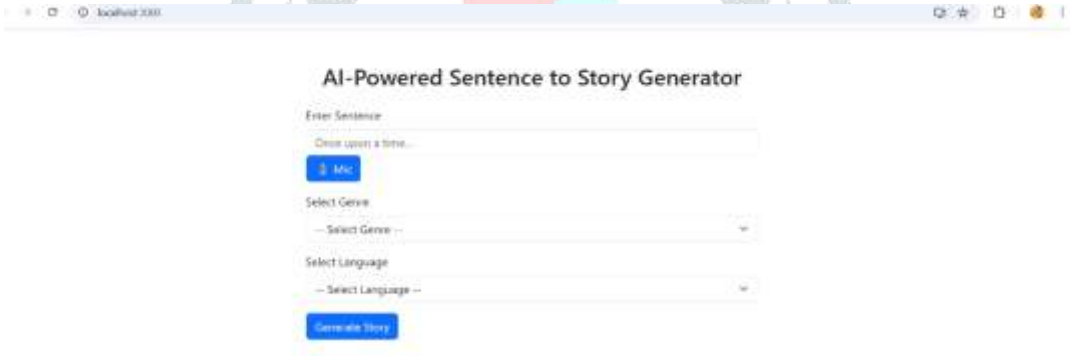 localhost:3000
AI-Powered Sentence to Story Generator
Enter Sentence
Once upon a time...
Mic
Select Genre
-- Select Genre --
Select Language
-- Select Language --
Generate Story